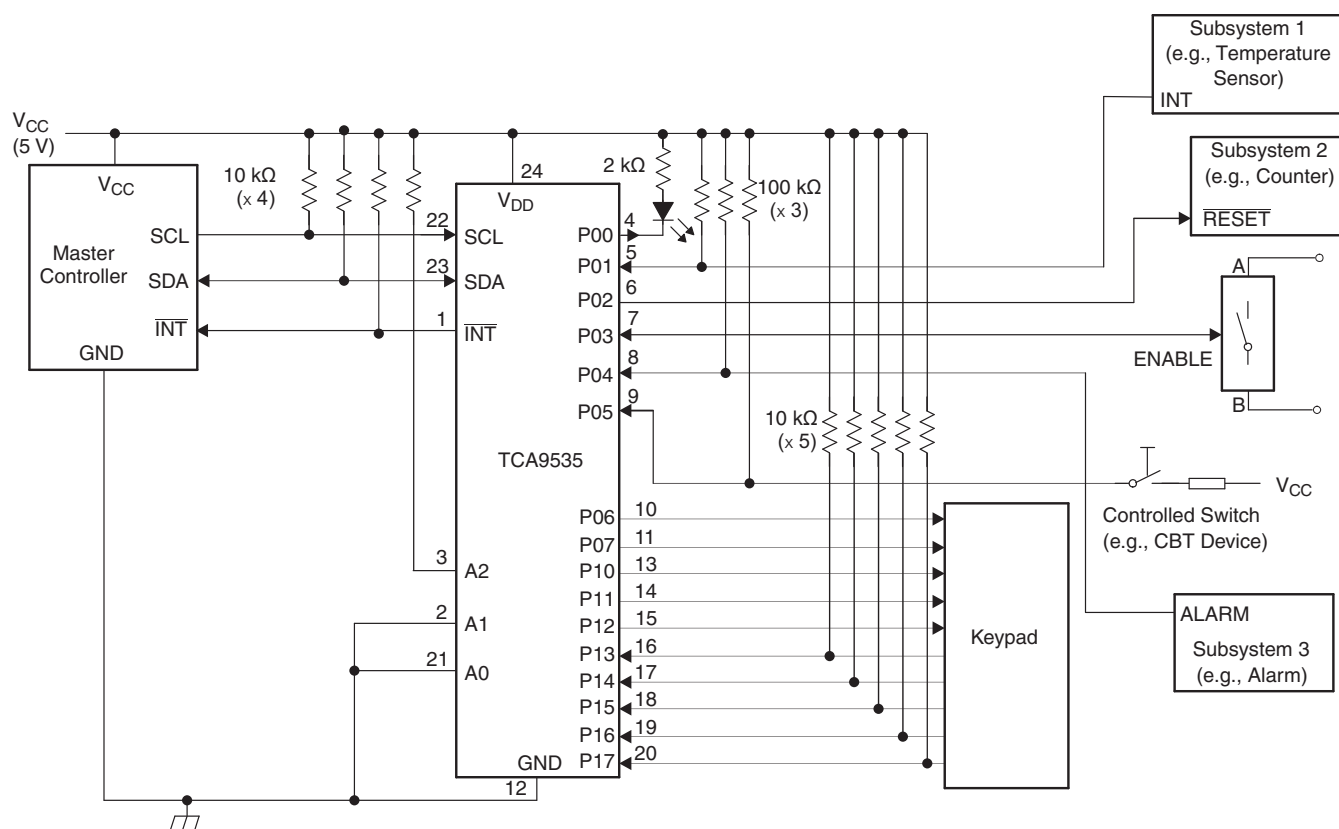 Subsystem 1
(e.g., Temperature
Sensor)
INT
VCC
(5 V)
VCC
Master
Controller
SCL
SDA
INT
GND
10 kΩ
(x 4)
22
23
1
3
2
21
24
VDD
SCL
SDA
INT
A2
A1
A0
TCA9535
GND
12
P00
P01
P02
P03
P04
P05
P06
P07
P10
P11
P12
P13
P14
P15
P16
P17
4
5
6
7
8
9
10
11
13
14
15
16
17
18
19
20
2 kΩ
100 kΩ
(x 3)
10 kΩ
(x 5)
Keypad
Subsystem 2
(e.g., Counter)
RESET
A
ENABLE
B
VCC
Controlled Switch
(e.g., CBT Device)
ALARM
Subsystem 3
(e.g., Alarm)